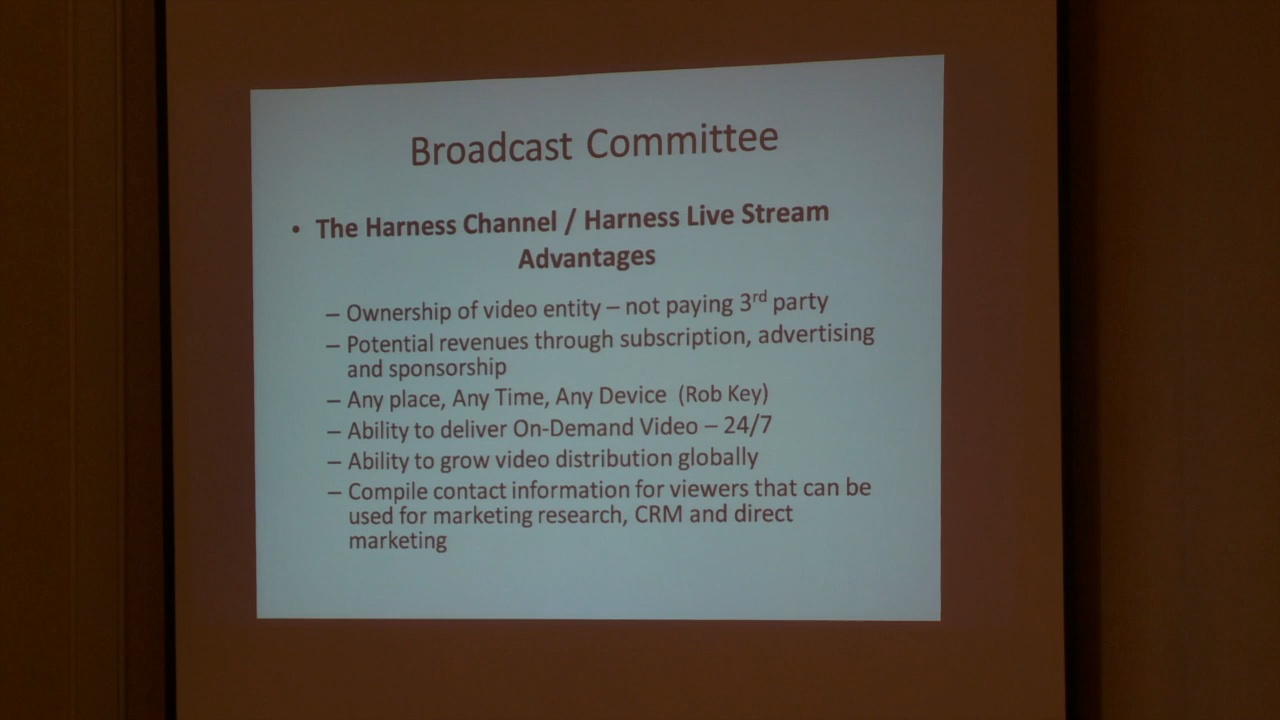 Broadcast Committee
• The Harness Channel / Harness Live Stream
Advantages
– Ownership of video entity – not paying 3rd party
– Potential revenues through subscription, advertising
and sponsorship
– Any place, Any Time, Any Device (Rob Key)
– Ability to deliver On-Demand Video – 24/7
– Ability to grow video distribution globally
– Compile contact information for viewers that can be
used for marketing research, CRM and direct
marketing